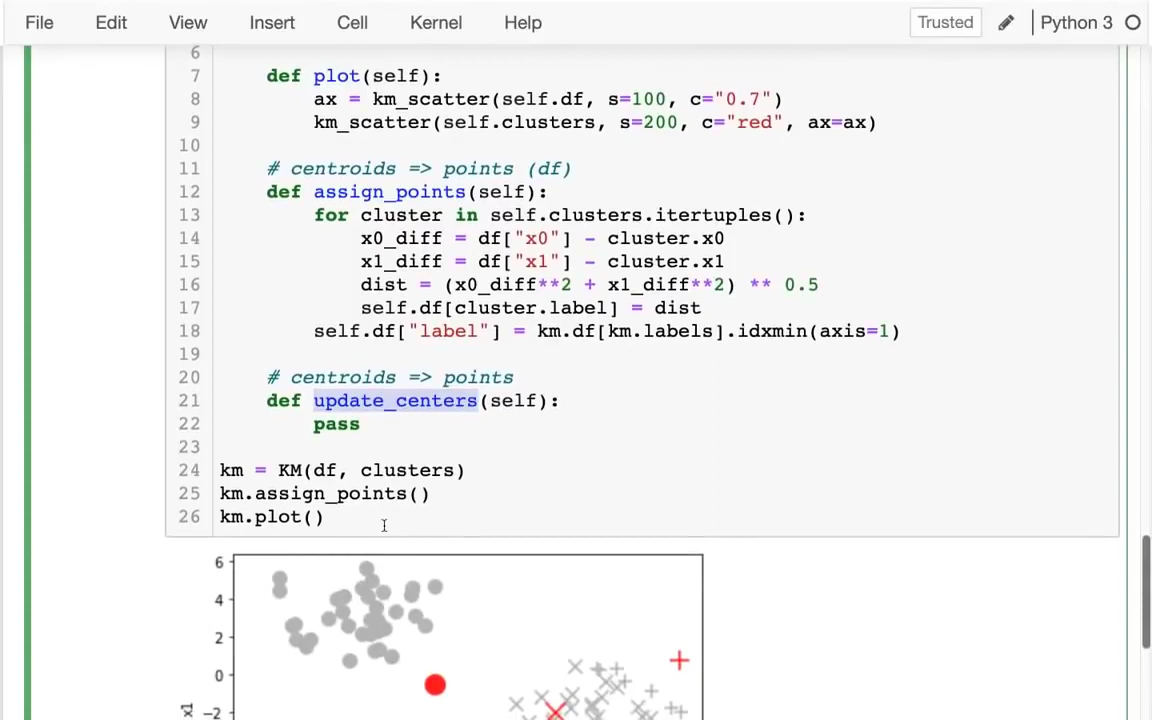 File Edit View Insert Cell Kernel Help Trusted Python 3
6
7 def plot(self):
8 ax = km_scatter(self.df, s=100, c="0.7")
9 km_scatter(self.clusters, s=200, c="red", ax=ax)
10
11 # centroids => points (df)
12 def assign_points(self):
13 for cluster in self.clusters.itertuples():
14 x0_diff = df["x0"] - cluster.x0
15 x1_diff = df["x1"] - cluster.x1
16 dist = (x0_diff**2 + x1_diff**2) ** 0.5
17 self.df[cluster.label] = dist
18 self.df["label"] = km.df[km.labels].idxmin(axis=1)
19
20 # centroids => points
21 def update_centers(self):
22 pass
23
24 km = KM(df, clusters)
25 km.assign_points()
26 km.plot()
6
4
2
0
-2
x1